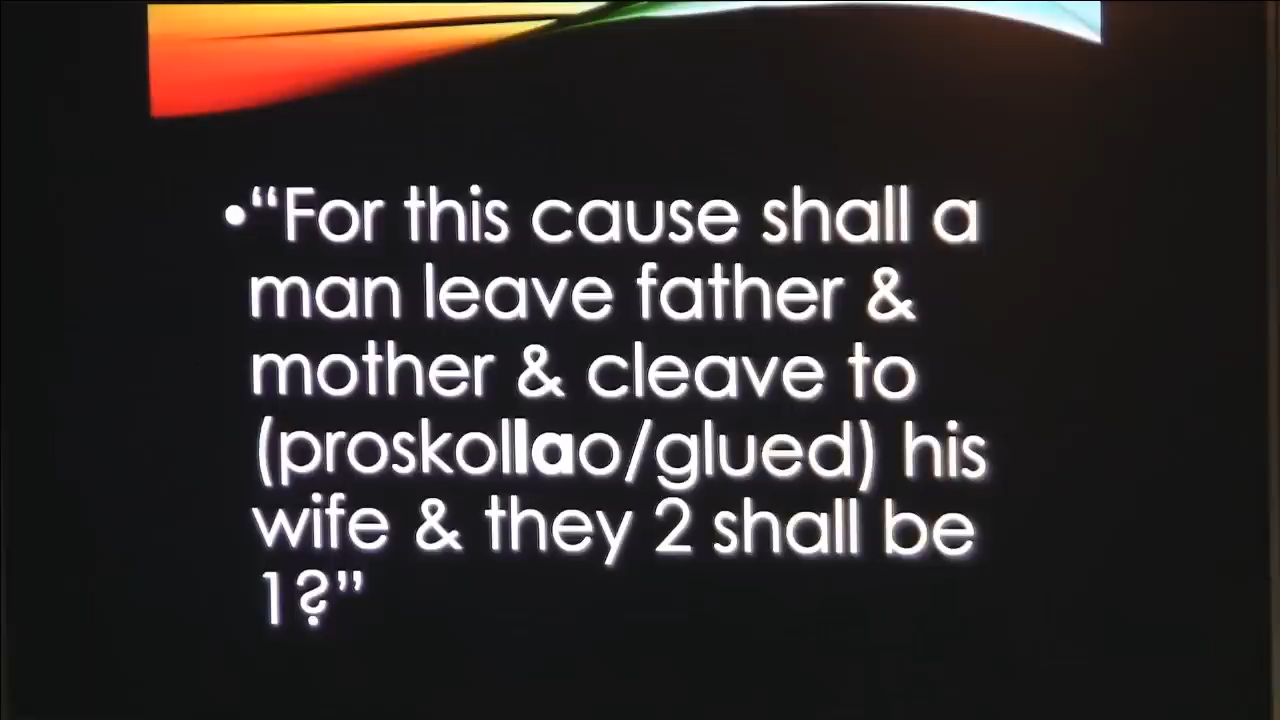 •“For this cause shall a
man leave father &
mother & cleave to
(proskollao/glued) his
wife & they 2 shall be
1?”